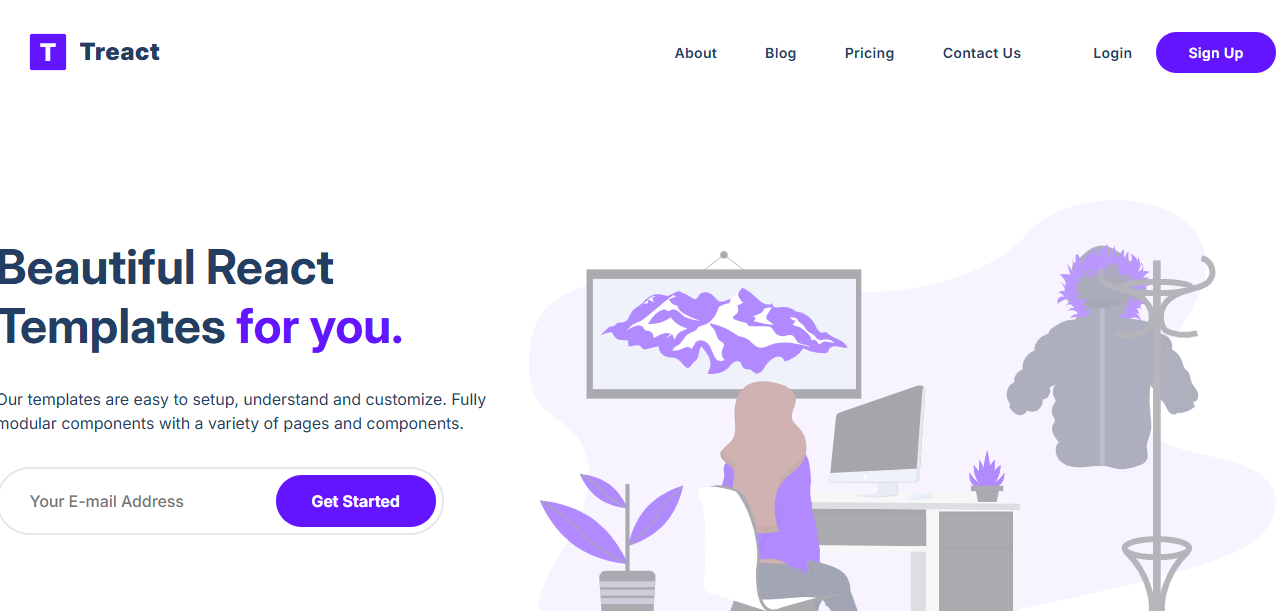 T Treact
About Blog Pricing Contact Us Login Sign Up
Beautiful React
Templates for you.
Our templates are easy to setup, understand and customize. Fully
modular components with a variety of pages and components.
Your E-mail Address Get Started